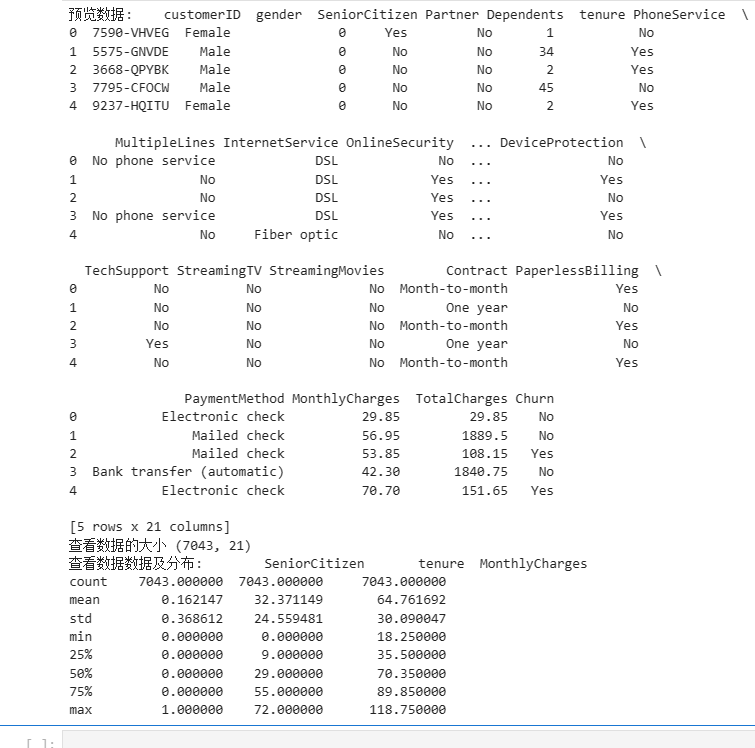 预览数据:    customerID  gender  SeniorCitizen Partner Dependents  tenure PhoneService  \
0  7590-VHVEG  Female              0     Yes         No       1           No
1  5575-GNVDE    Male              0      No         No      34          Yes
2  3668-QPYBK    Male              0      No         No       2          Yes
3  7795-CFOCW    Male              0      No         No      45           No
4  9237-HQITU  Female              0      No         No       2          Yes
MultipleLines InternetService OnlineSecurity  ... DeviceProtection  \
0  No phone service             DSL             No  ...               No
1                No             DSL            Yes  ...              Yes
2                No             DSL            Yes  ...               No
3  No phone service             DSL            Yes  ...              Yes
4                No     Fiber optic             No  ...               No
TechSupport StreamingTV StreamingMovies        Contract PaperlessBilling  \
0          No          No              No  Month-to-month              Yes
1          No          No              No        One year               No
2          No          No              No  Month-to-month              Yes
3         Yes          No              No        One year               No
4          No          No              No  Month-to-month              Yes
PaymentMethod MonthlyCharges  TotalCharges Churn
0           Electronic check          29.85         29.85    No
1               Mailed check          56.95        1889.5    No
2               Mailed check          53.85        108.15   Yes
3  Bank transfer (automatic)          42.30       1840.75    No
4           Electronic check          70.70        151.65   Yes
[5 rows x 21 columns]
查看数据的大小 (7043, 21)
查看数据数据及分布:        SeniorCitizen       tenure  MonthlyCharges
count    7043.000000  7043.000000     7043.000000
mean        0.162147    32.371149       64.761692
std         0.368612    24.559481       30.090047
min         0.000000     0.000000       18.250000
25%         0.000000     9.000000       35.500000
50%         0.000000    29.000000       70.350000
75%         0.000000    55.000000       89.850000
max         1.000000    72.000000      118.750000
[ ]: